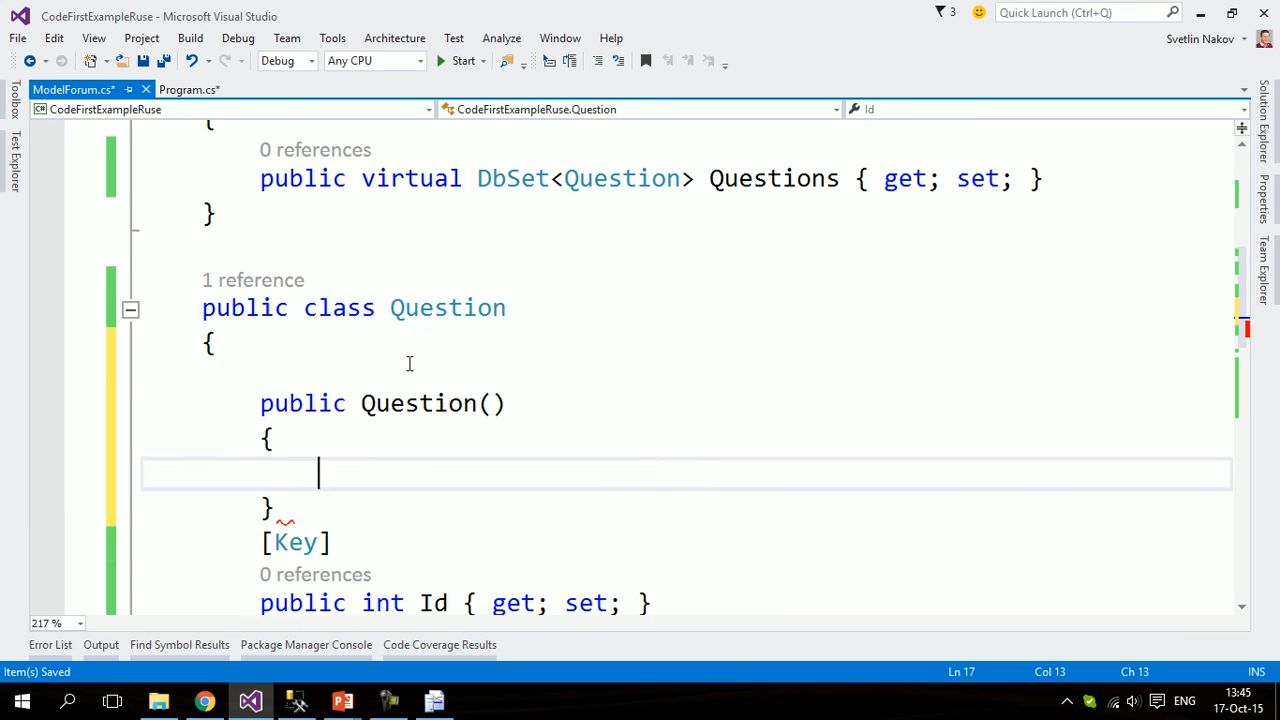 CodeFirstExampleRuse - Microsoft Visual Studio
3
Quick Launch (Ctrl+Q)
File Edit View Project Build Debug Team Tools Architecture Test Analyze Window Help
Svetlin Nakov
Debug
Any CPU
Start
ModelForum.cs*
Program.cs*
CodeFirstExampleRuse
CodeFirstExampleRuse.Question
Id
Toolbox
Test Explorer
Solution Explorer
Properties
Team Explorer
{
0 references
public virtual DbSet<Question> Questions { get; set; }
}
1 reference
public class Question
{
public Question()
{
}
[Key]
0 references
public int Id { get; set; }
217 %
Error List Output Find Symbol Results Package Manager Console Code Coverage Results
Item(s) Saved
Ln 17 Col 13 Ch 13 INS
ENG
13:45
17-Oct-15